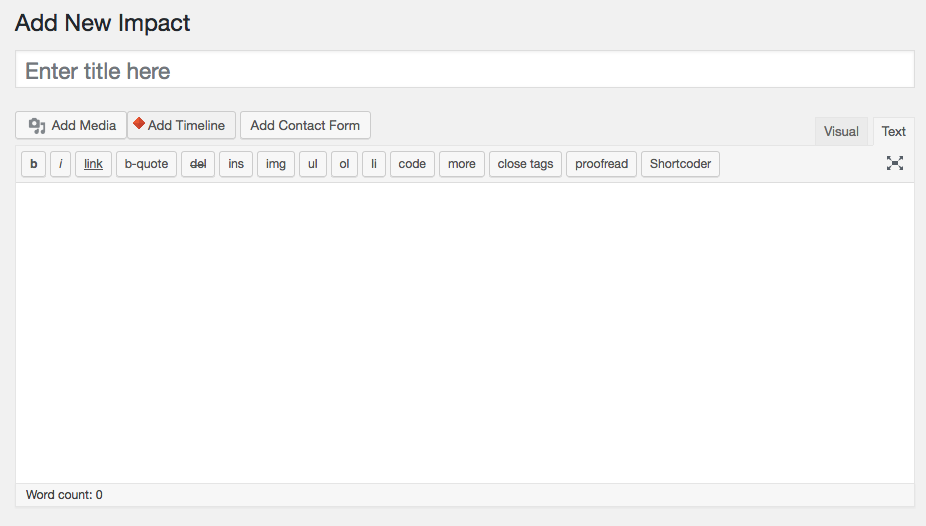 Add New Impact
Enter title here
Add Media Add Timeline Add Contact Form Visual Text
b i link b-quote del ins img ul ol li code more close tags proofread Shortcoder
Word count: 0